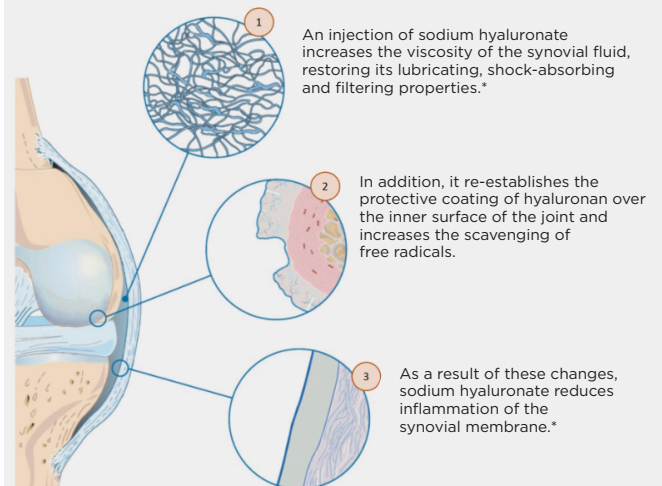 1
An injection of sodium hyaluronate
increases the viscosity of the synovial fluid,
restoring its lubricating, shock-absorbing
and filtering properties.*
2
In addition, it re-establishes the
protective coating of hyaluronan over
the inner surface of the joint and
increases the scavenging of
free radicals.
3
As a result of these changes,
sodium hyaluronate reduces
inflammation of the
synovial membrane.*